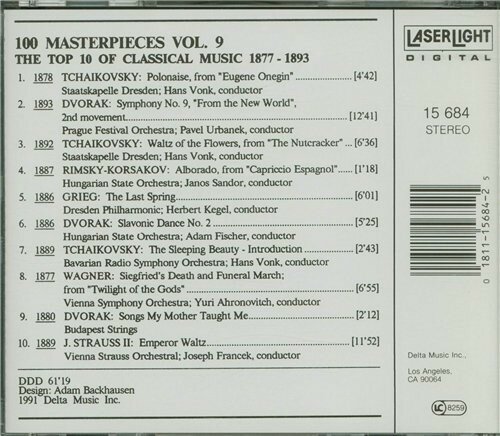 100 MASTERPIECES VOL. 9
THE TOP 10 OF CLASSICAL MUSIC 1877 - 1893
1. 1878 TCHAIKOVSKY: Polonaise, from "Eugene Onegin" [4'42]
Staatskapelle Dresden; Hans Vonk, conductor
2. 1893 DVORAK: Symphony No. 9, "From the New World",
2nd movement [12'41]
Prague Festival Orchestra; Pavel Urbanek, conductor
3. 1892 TCHAIKOVSKY: Waltz of the Flowers, from "The Nutcracker" .. [6'36]
Staatskapelle Dresden; Hans Vonk, conductor
4. 1887 RIMSKY-KORSAKOV: Alborado, from "Capriccio Espagnol" [1'18]
Hungarian State Orchestra; Janos Sandor, conductor
5. 1886 GRIEG: The Last Spring [6'01]
Dresden Philharmonic; Herbert Kegel, conductor
6. 1886 DVORAK: Slavonic Dance No. 2 [5'25]
Hungarian State Orchestra; Adam Fischer, conductor
7. 1889 TCHAIKOVSKY: The Sleeping Beauty - Introduction [2'43]
Bavarian Radio Symphony Orchestra; Hans Vonk, conductor
8. 1877 WAGNER: Siegfried's Death and Funeral March;
from "Twilight of the Gods" [6'55]
Vienna Symphony Orchestra; Yuri Ahronovitch, conductor
9. 1880 DVORAK: Songs My Mother Taught Me [2'12]
Budapest Strings
10. 1889 J. STRAUSS II: Emperor Waltz [11'52]
Vienna Strauss Orchestral; Joseph Francek, conductor
DDD 61'19
Design: Adam Backhausen
1991 Delta Music Inc.
LASERLIGHT
DIGITAL
15 684
STEREO
0 1811-15684-2 5
Delta Music Inc.,
Los Angeles,
CA 90064
LC 8259